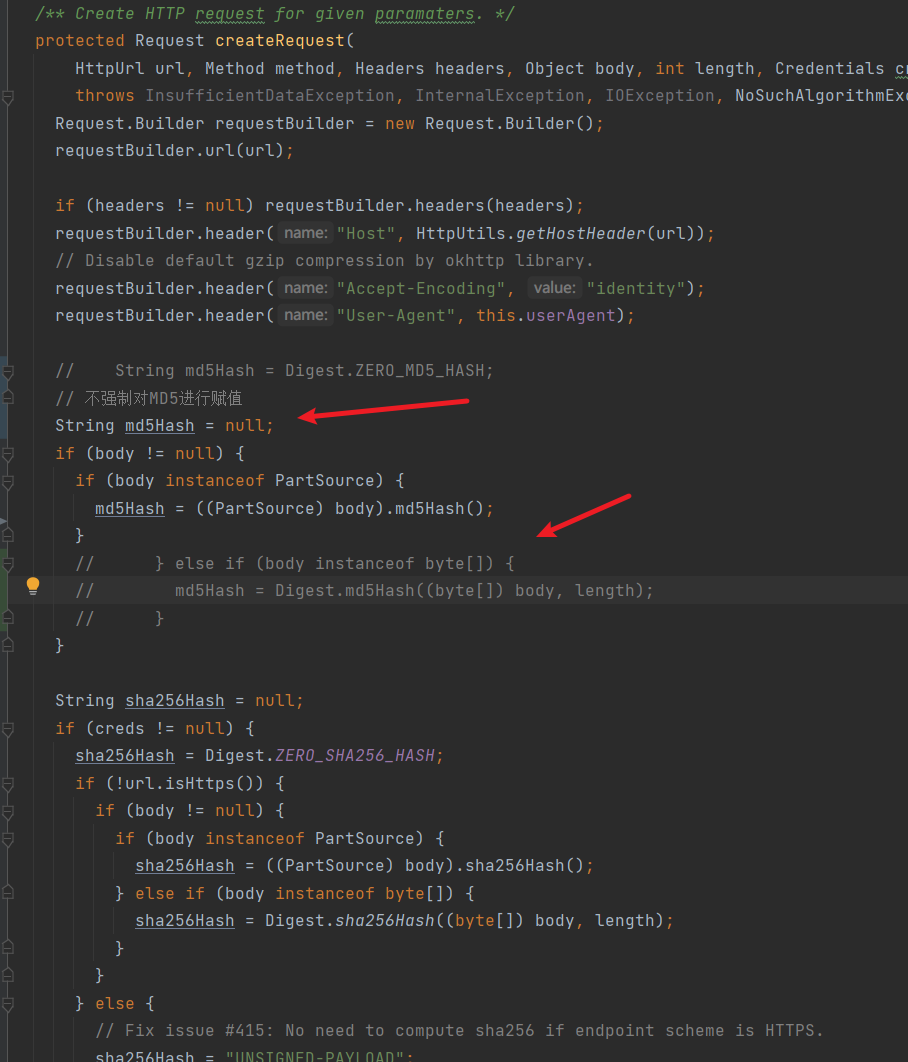 /** Create HTTP request for given paramaters. */
protected Request createRequest(
HttpUrl url, Method method, Headers headers, Object body, int length, Credentials
throws InsufficientDataException, InternalException, IOException,
Request.Builder requestBuilder = new Request.Builder();
requestBuilder.url(url);
if (headers != null) requestBuilder.headers(headers);
requestBuilder.header( name: "Host", HttpUtils.getHostHeader(url));
// Disable default gzip compression by okhttp library.
requestBuilder.header( name: "Accept-Encoding", value: "identity");
requestBuilder.header( name: "User-Agent", this.userAgent);
// String md5Hash = Digest.ZERO_MD5_HASH;
// 不强制对MD5进行赋值
String md5Hash = null;
if (body != null) {
if (body instanceof PartSource) {
md5Hash = ((PartSource) body).md5Hash();
}
// } else if (body instanceof byte[]) {
// md5Hash = Digest.md5Hash((byte[]) body, length);
// }
}
String sha256Hash = null;
if (creds != null) {
sha256Hash = Digest.ZERO_SHA256_HASH;
if (!url.isHttps()) {
if (body != null) {
if (body instanceof PartSource) {
sha256Hash = ((PartSource) body).sha256Hash();
} else if (body instanceof byte[]) {
sha256Hash = Digest.sha256Hash((byte[]) body, length);
}
}
} else {
// Fix issue #415: No need to compute sha256 if endpoint scheme is HTTPS.
sha256Hash = "UNSIGNED-PAYLOAD";